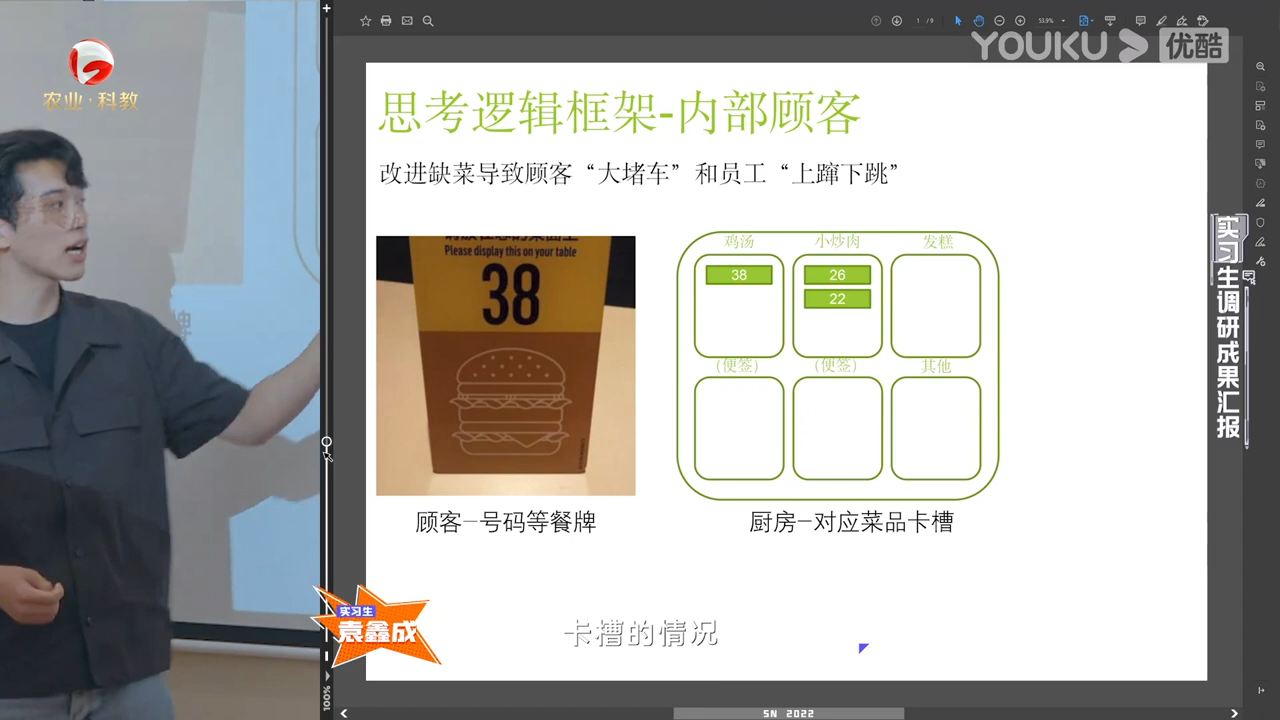 农业·科教
1 / 9
53.9%
YOUKU 优酷
思考逻辑框架-内部顾客
改进缺菜导致顾客“大堵车”和员工“上蹿下跳”
Please display this on your table
38
鸡汤
小炒肉
发糕
38
26
22
(便签)
(便签)
其他
顾客-号码等餐牌
厨房-对应菜品卡槽
实习生调研成果汇报
实习生
袁鑫成
卡槽的情况
100%
SN 2022